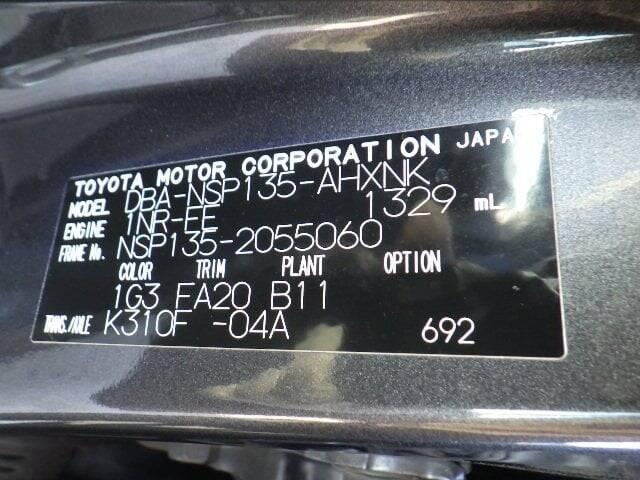 TOYOTA MOTOR CORPORATION JAPAN
MODEL DBA-NSP135-AHXNK
ENGINE 1NR-FE 1329 mL
FRAME No. NSP135-2055060
COLOR TRIM PLANT OPTION
1G3 FA20 B11
TRANS./AXLE K310F -04A 692